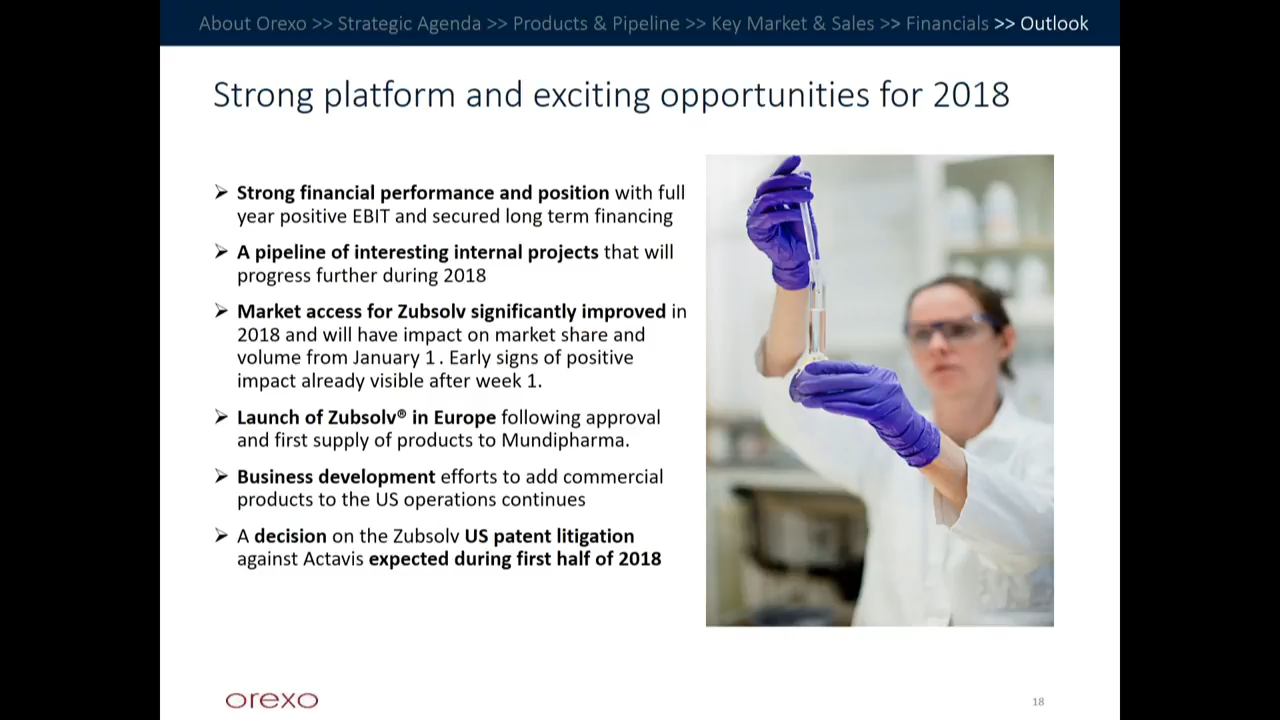 About Orexo >> Strategic Agenda >> Products & Pipeline >> Key Market & Sales >> Financials >> Outlook
Strong platform and exciting opportunities for 2018
➢ Strong financial performance and position with full
year positive EBIT and secured long term financing
➢ A pipeline of interesting internal projects that will
progress further during 2018
➢ Market access for Zubsolv significantly improved in
2018 and will have impact on market share and
volume from January 1. Early signs of positive
impact already visible after week 1.
➢ Launch of Zubsolv® in Europe following approval
and first supply of products to Mundipharma.
➢ Business development efforts to add commercial
products to the US operations continues
➢ A decision on the Zubsolv US patent litigation
against Actavis expected during first half of 2018
orexo
18